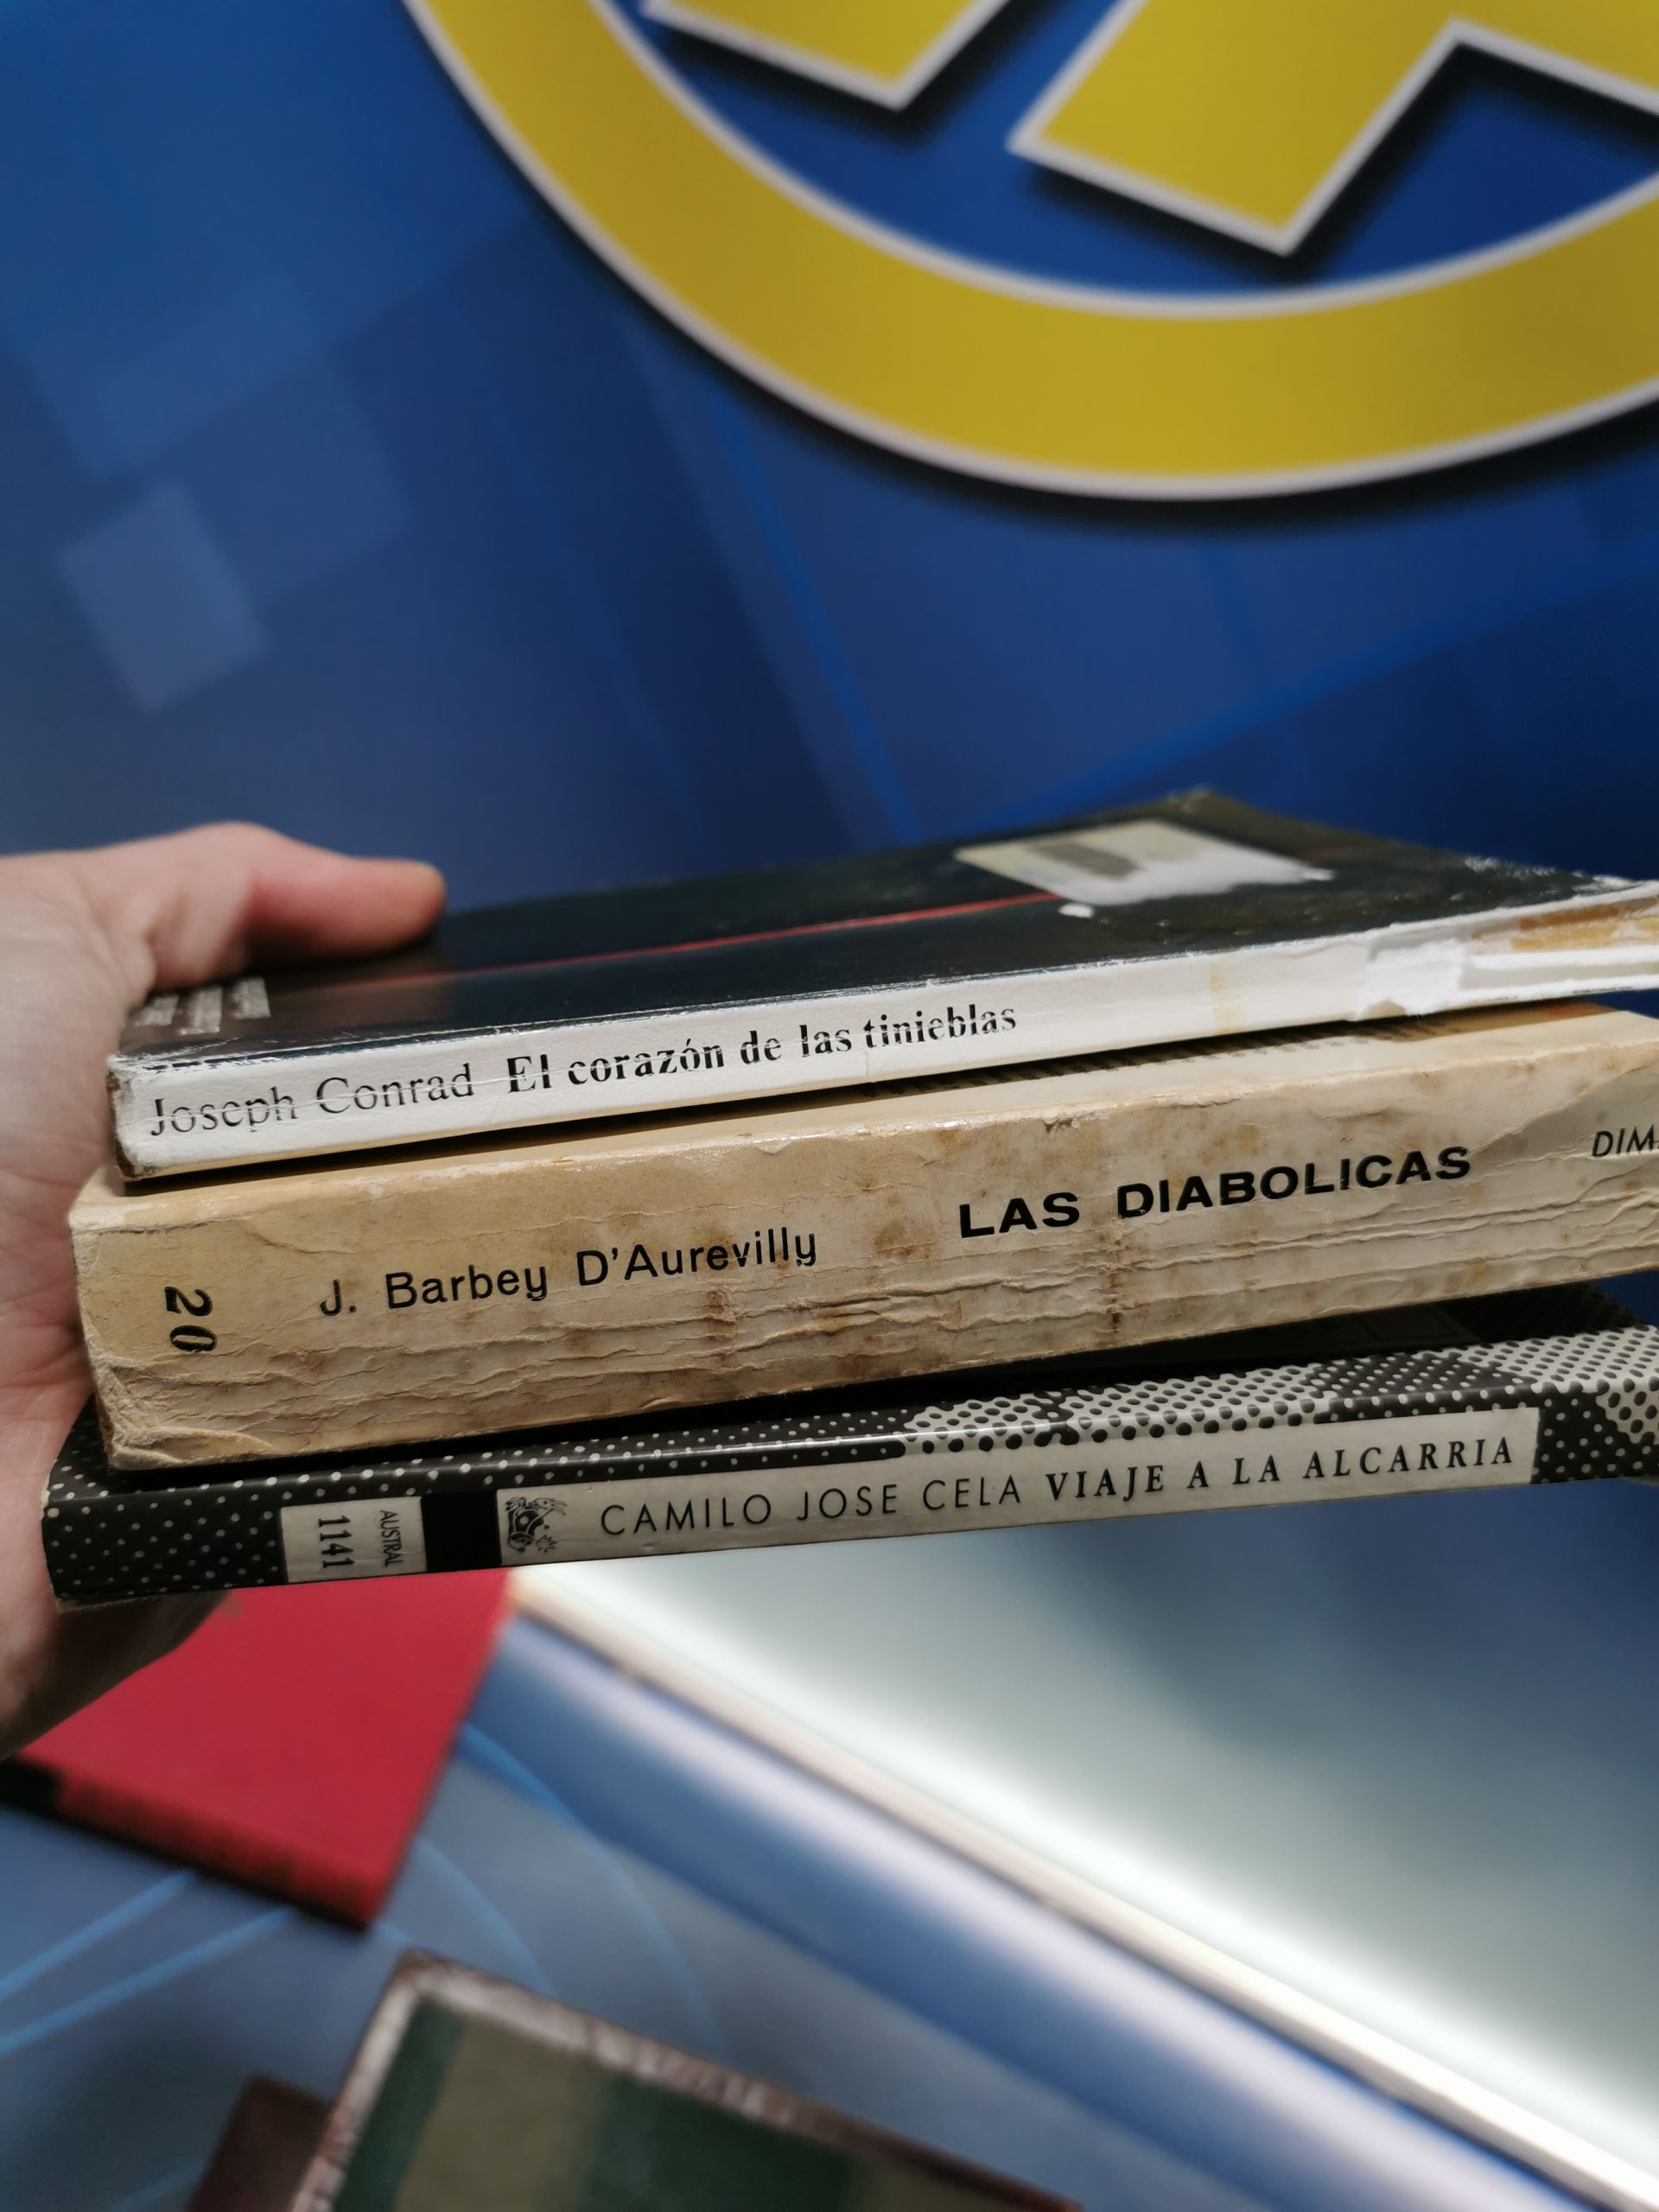 Joseph Conrad El corazón de las tinieblas
20 J. Barbey D'Aurevilly LAS DIABOLICAS DIM
1141 AUSTRAL CAMILO JOSE CELA VIAJE A LA ALCARRIA